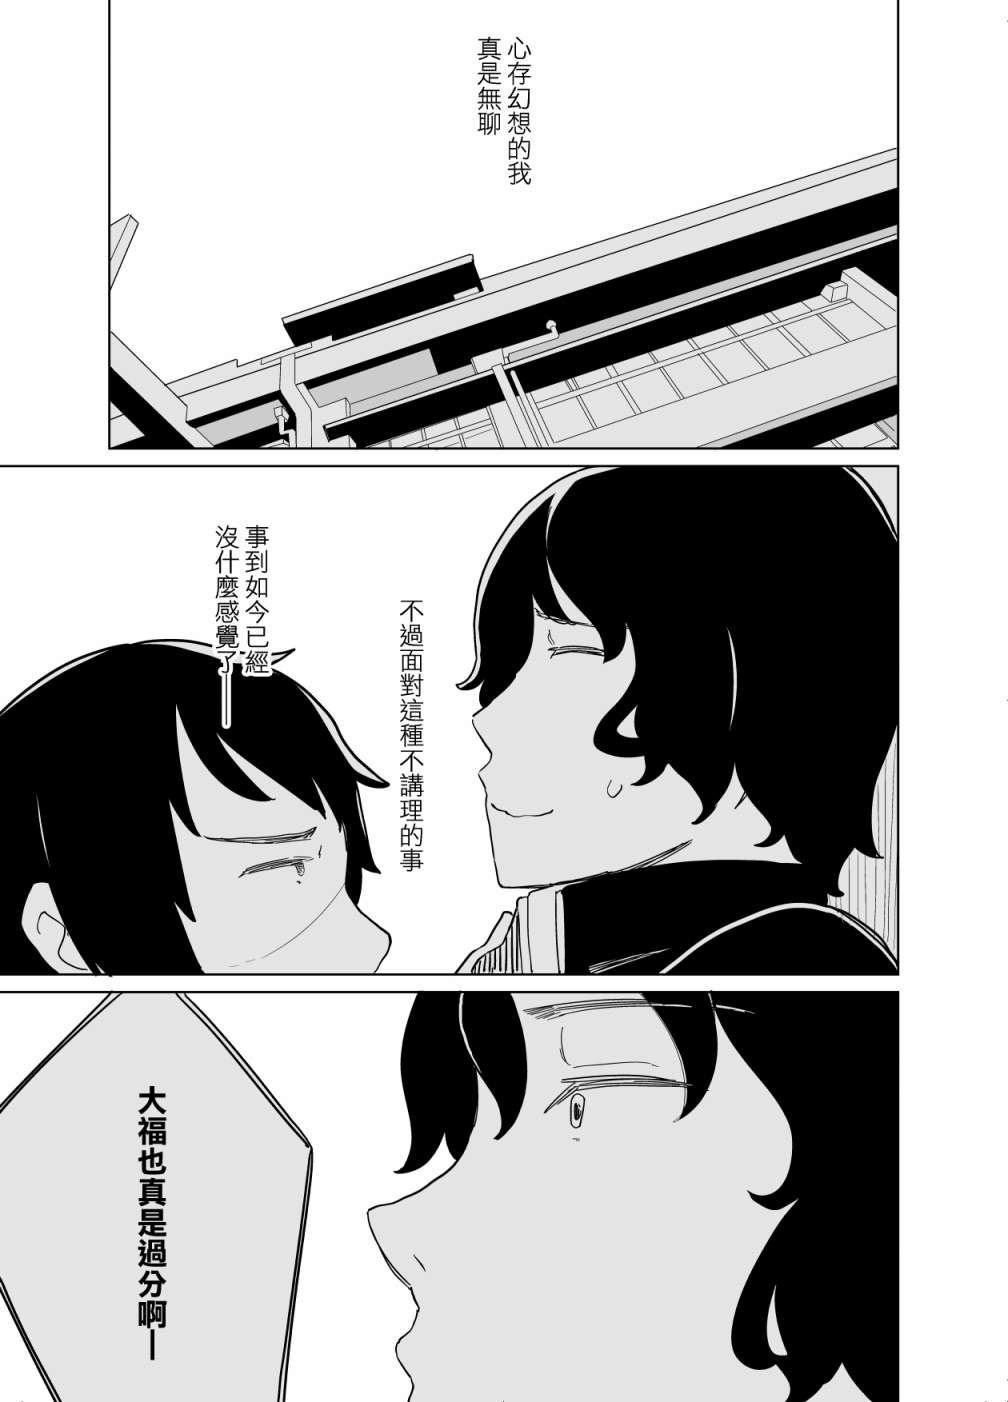 心存幻想的我
真是無聊
不過面對這種不講理的事
事到如今已經
沒什麼感覺了——
大福也真是過分啊—